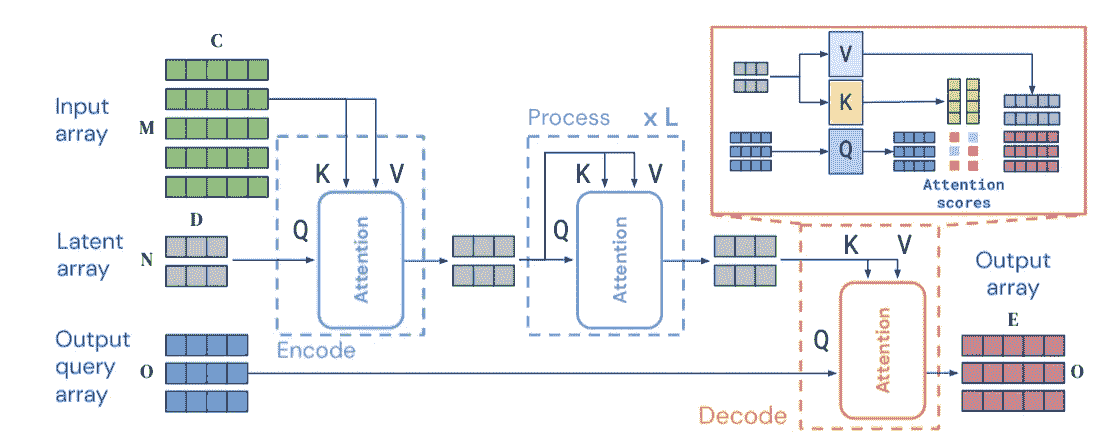 C
Input
array
M
Process x L
V
K
Q
Attention
scores
K V
K V
D
Latent
array
N
Q
Attention
Q
Attention
K V
Output
array
E
Encode
Output
query
array
O
Q
Attention
O
Decode